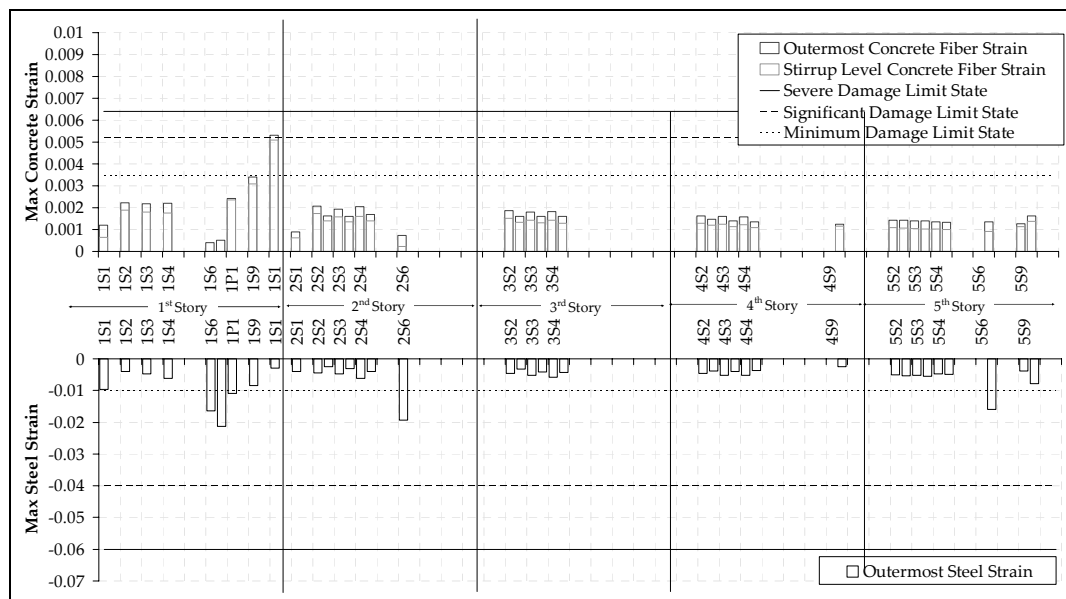 Max Concrete Strain
0.01
0.009
0.008
0.007
0.006
0.005
0.004
0.003
0.002
0.001
0
Outermost Concrete Fiber Strain
Stirrup Level Concrete Fiber Strain
Severe Damage Limit State
Significant Damage Limit State
Minimum Damage Limit State
1S1 1S2 1S3 1S4 1S6 1P1 1S9 1S1 2S1 2S2 2S3 2S4 2S6 3S2 3S3 3S4 4S2 4S3 4S4 4S9 5S2 5S3 5S4 5S6 5S9
1st Story 2nd Story 3rd Story 4th Story 5th Story
1S1 1S2 1S3 1S4 1S6 1P1 1S9 1S1 2S1 2S2 2S3 2S4 2S6 3S2 3S3 3S4 4S2 4S3 4S4 4S9 5S2 5S3 5S4 5S6 5S9
Max Steel Strain
0
-0.01
-0.02
-0.03
-0.04
-0.05
-0.06
-0.07
Outermost Steel Strain